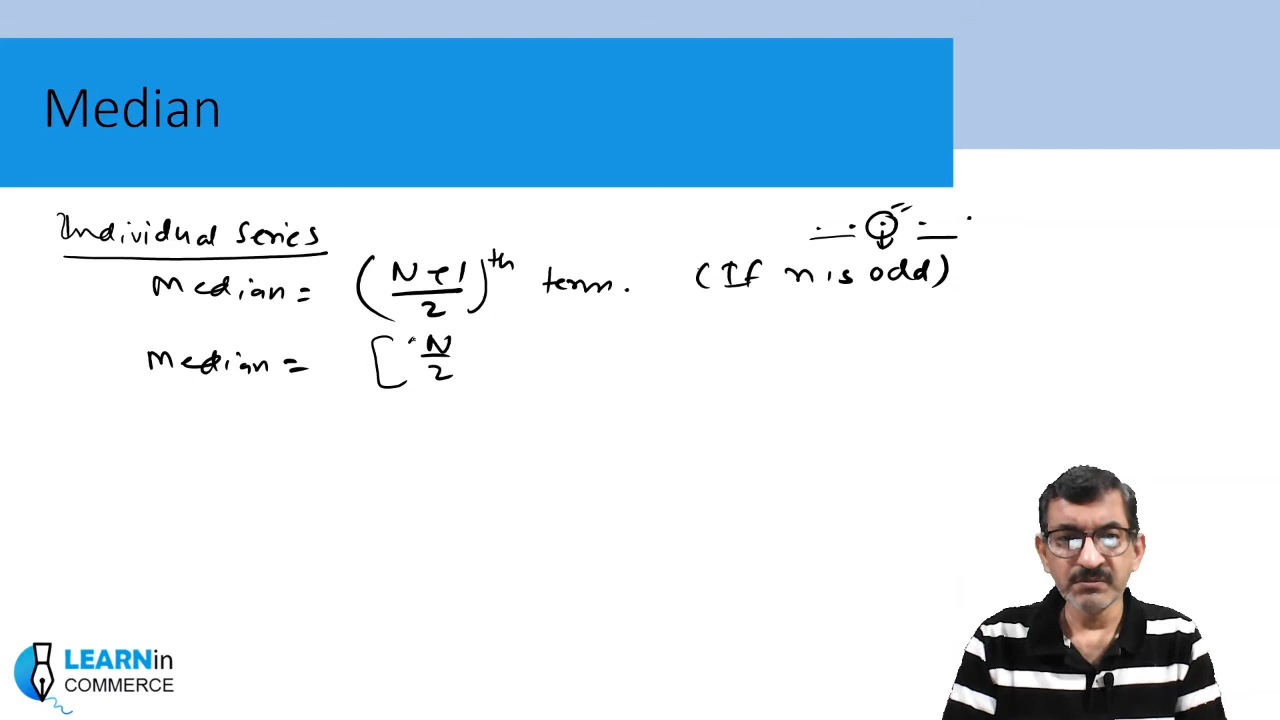 Median
Individual Series
Median = (N+1/2)th term. (If n is odd)
Median = [N/2
LEARNin
COMMERCE